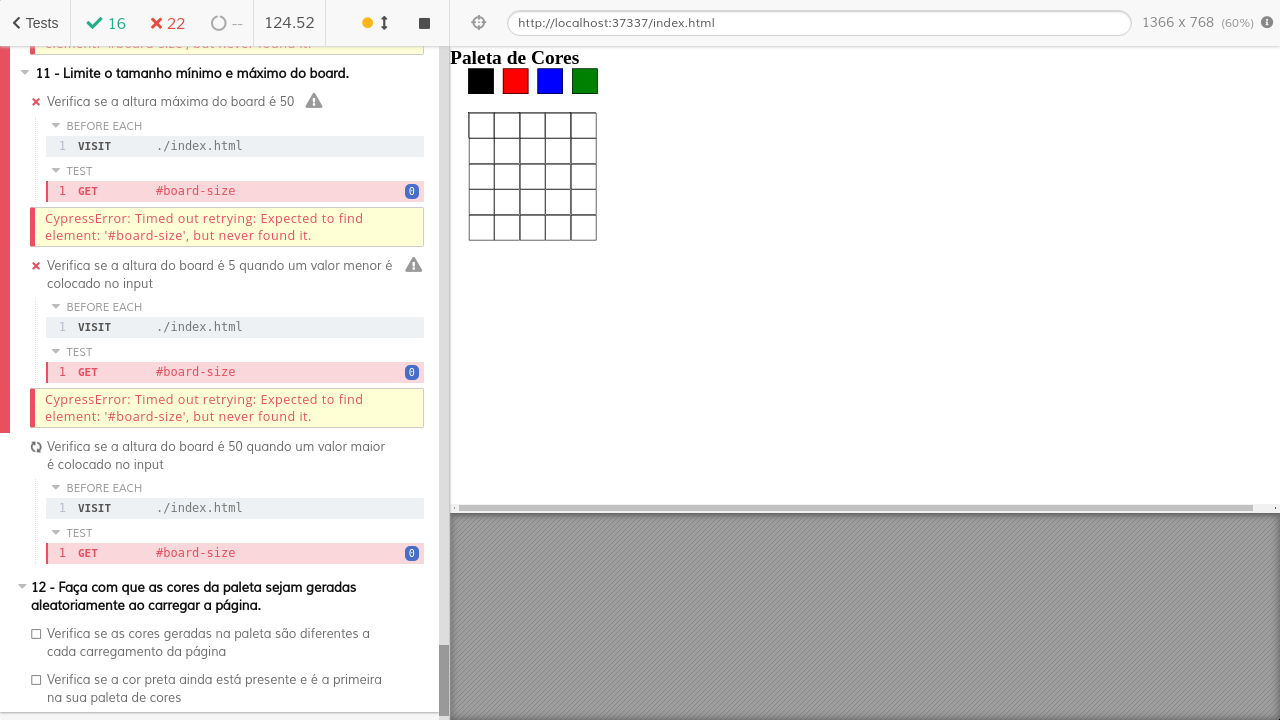 Tests
16
22
--
124.52
http://localhost:37337/index.html
1366 x 768 (60%)
element: '#board-size', but never found it.
11 - Limite o tamanho mínimo e máximo do board.
Verifica se a altura máxima do board é 50
BEFORE EACH
1 VISIT ./index.html
TEST
1 GET #board-size 0
CypressError: Timed out retrying: Expected to find
element: '#board-size', but never found it.
Verifica se a altura do board é 5 quando um valor menor é
colocado no input
BEFORE EACH
1 VISIT ./index.html
TEST
1 GET #board-size 0
CypressError: Timed out retrying: Expected to find
element: '#board-size', but never found it.
Verifica se a altura do board é 50 quando um valor maior
é colocado no input
BEFORE EACH
1 VISIT ./index.html
TEST
1 GET #board-size 0
12 - Faça com que as cores da paleta sejam geradas
aleatoriamente ao carregar a página.
Verifica se as cores geradas na paleta são diferentes a
cada carregamento da página
Verifica se a cor preta ainda está presente e é a primeira
na sua paleta de cores
Paleta de Cores